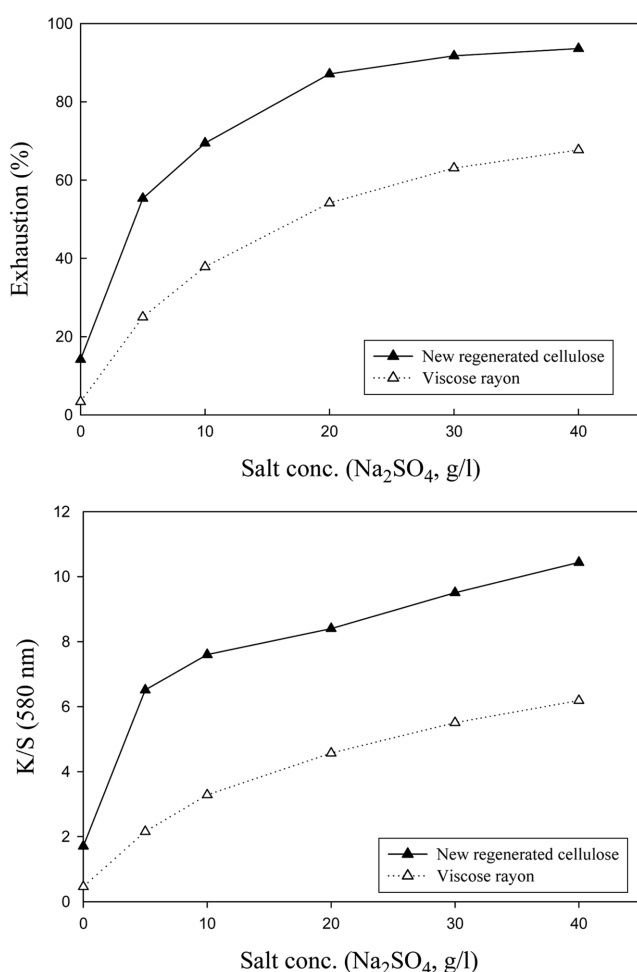 100
80
60
40
20
0
Exhaustion (%)
New regenerated cellulose
Viscose rayon
0 10 20 30 40
Salt conc. (Na₂SO₄, g/l)
12
10
8
6
4
2
0
K/S (580 nm)
New regenerated cellulose
Viscose rayon
0 10 20 30 40
Salt conc. (Na₂SO₄, g/l)